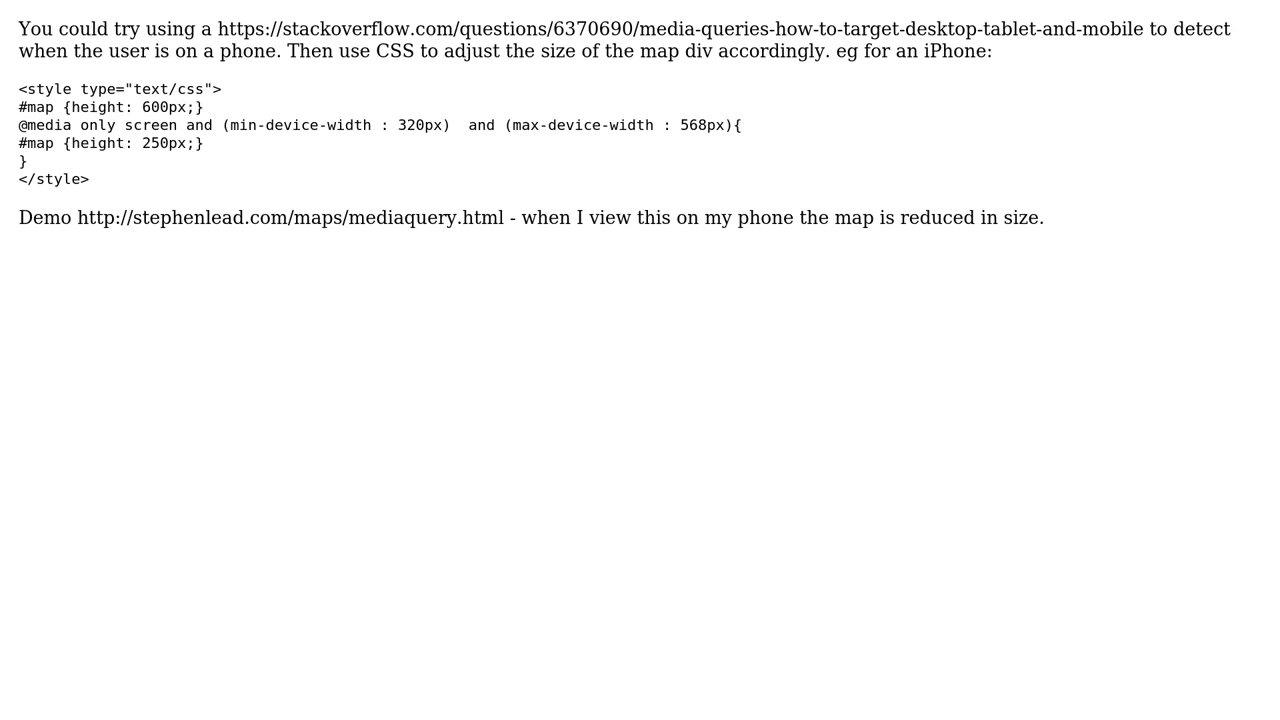 You could try using a https://stackoverflow.com/questions/6370690/media-queries-how-to-target-desktop-tablet-and-mobile to detect
when the user is on a phone. Then use CSS to adjust the size of the map div accordingly. eg for an iPhone:
<style type="text/css">
#map {height: 600px;}
@media only screen and (min-device-width : 320px)  and (max-device-width : 568px){
#map {height: 250px;}
}
</style>
Demo http://stephenlead.com/maps/mediaquery.html - when I view this on my phone the map is reduced in size.